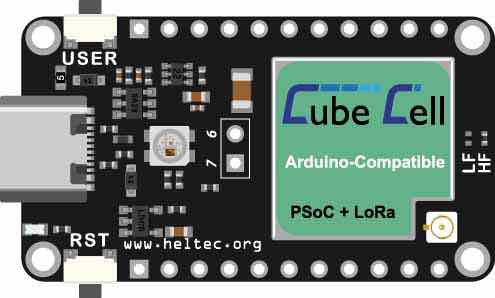 USER
5
6
7
Cube Cell
Arduino-Compatible
PSoC + LoRa
LF
HF
RST
www.heltec.org